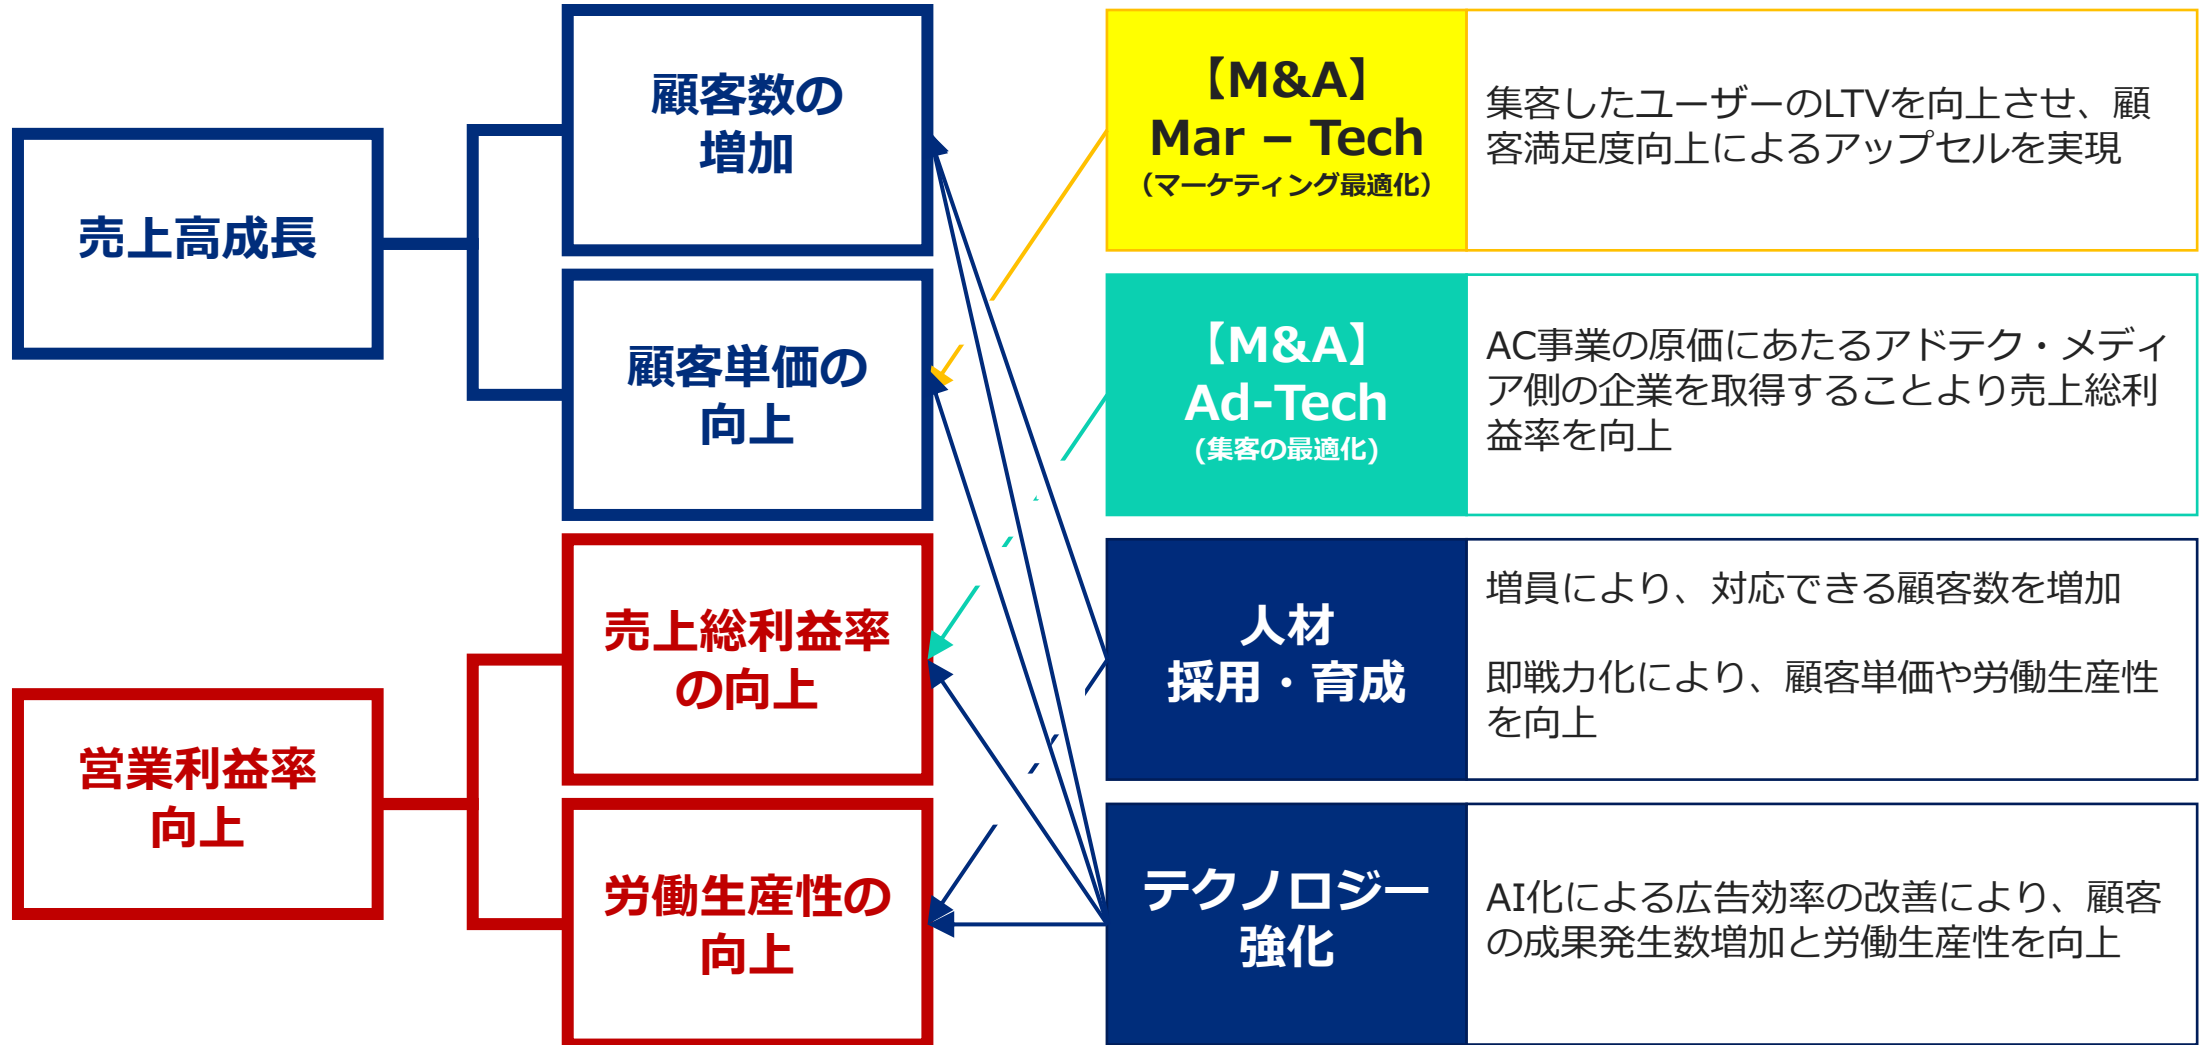 売上高成長
顧客数の
増加
顧客単価の
向上
営業利益率
向上
売上総利益率
の向上
労働生産性の
向上
【M&A】
Mar – Tech
（マーケティング最適化）
集客したユーザーのLTVを向上させ、顧
客満足度向上によるアップセルを実現
【M&A】
Ad-Tech
(集客の最適化)
AC事業の原価にあたるアドテク・メディ
ア側の企業を取得することより売上総利
益率を向上
人材
採用・育成
増員により、対応できる顧客数を増加
即戦力化により、顧客単価や労働生産性
を向上
テクノロジー
強化
AI化による広告効率の改善により、顧客
の成果発生数増加と労働生産性を向上